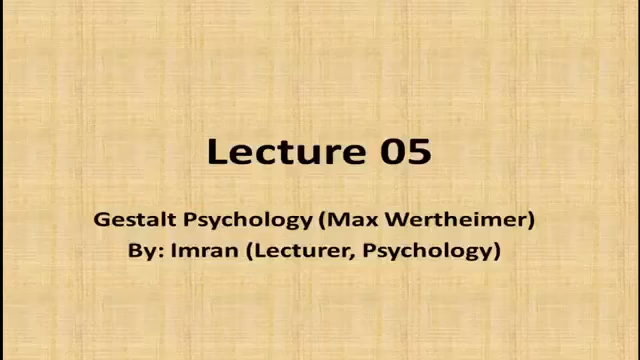 Lecture 05
Gestalt Psychology (Max Wertheimer)
By: Imran (Lecturer, Psychology)